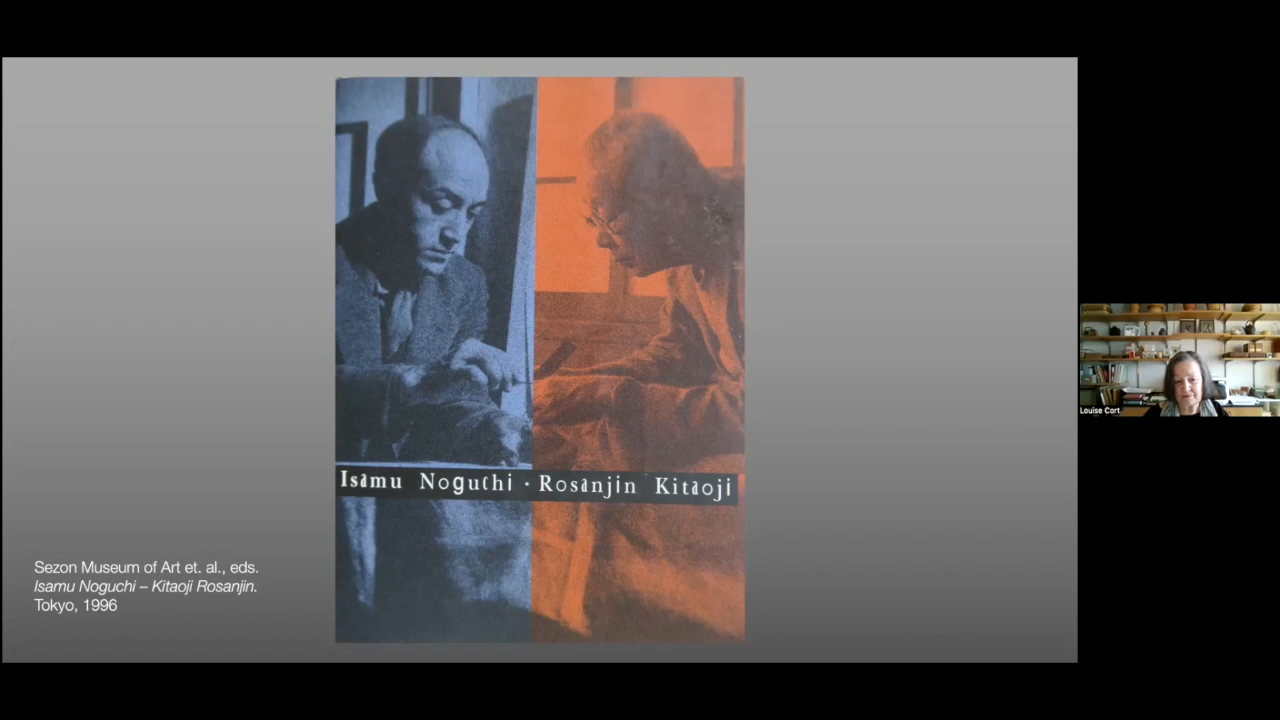 Isamu Noguchi · Rosanjin Kitaoji
Sezon Museum of Art et. al., eds.
Isamu Noguchi – Kitaoji Rosanjin.
Tokyo, 1996
Louise Cort